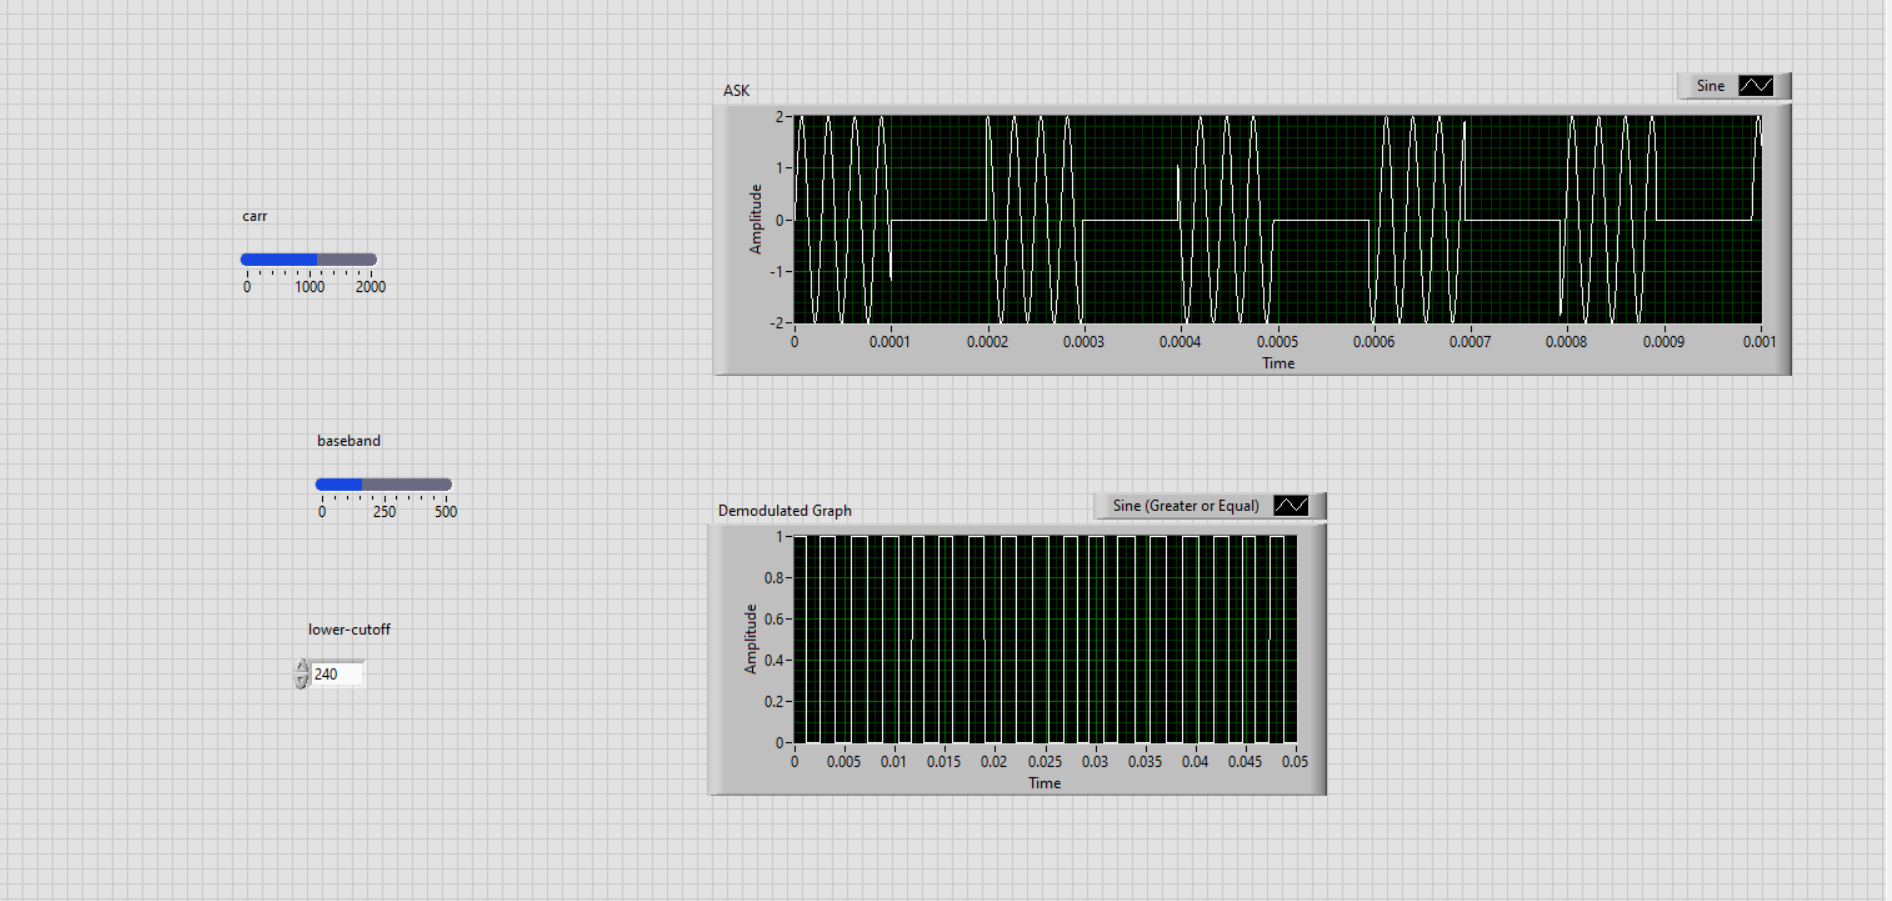 carr
0 1000 2000
baseband
0 250 500
lower-cutoff
240
ASK
Sine
Amplitude
2
1
0
-1
-2
0 0.0001 0.0002 0.0003 0.0004 0.0005 0.0006 0.0007 0.0008 0.0009 0.001
Time
Demodulated Graph
Sine (Greater or Equal)
Amplitude
1
0.8
0.6
0.4
0.2
0
0 0.005 0.01 0.015 0.02 0.025 0.03 0.035 0.04 0.045 0.05
Time